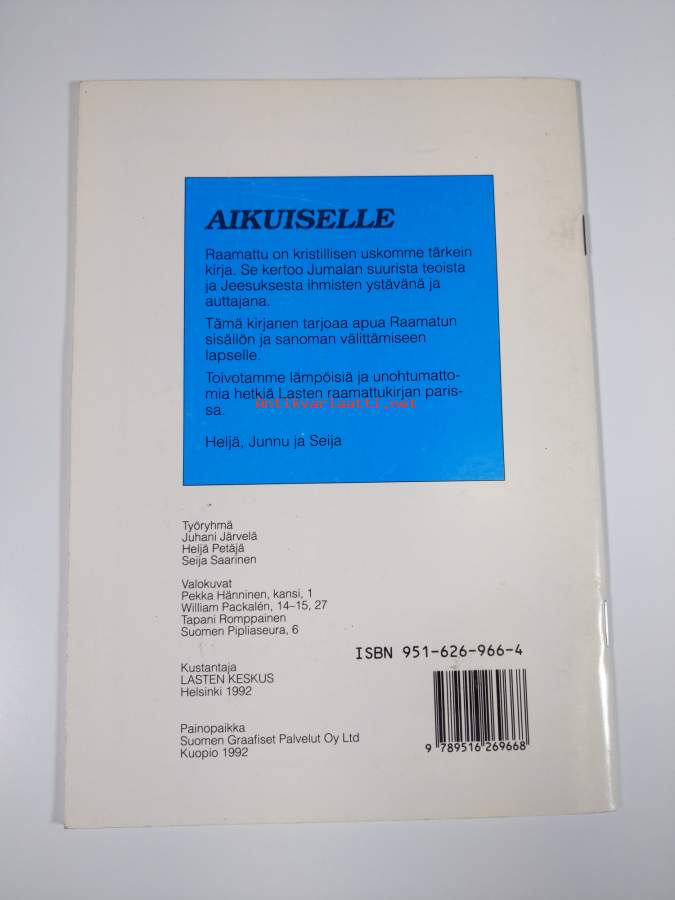 AIKUISELLE
Raamattu on kristillisen uskomme tärkein
kirja. Se kertoo Jumalan suurista teoista
ja Jeesuksesta ihmisten ystävänä ja
auttajana.
Tämä kirjanen tarjoaa apua Raamatun
sisällön ja sanoman välittämiseen
lapselle.
Toivotamme lämpöisiä ja unohtumatto-
mia hetkiä Lasten raamattukirjan paris-
sa.
Antikvariaatti.net
Heljä, Junnu ja Seija
Työryhmä
Juhani Järvelä
Heljä Petäjä
Seija Saarinen
Valokuvat
Pekka Hänninen, kansi, 1
William Packalén, 14–15, 27
Tapani Romppainen
Suomen Pipliaseura, 6
ISBN 951-626-966-4
Kustantaja
LASTEN KESKUS
Helsinki 1992
Painopaikka
Suomen Graafiset Palvelut Oy Ltd
Kuopio 1992
9 789516 269668